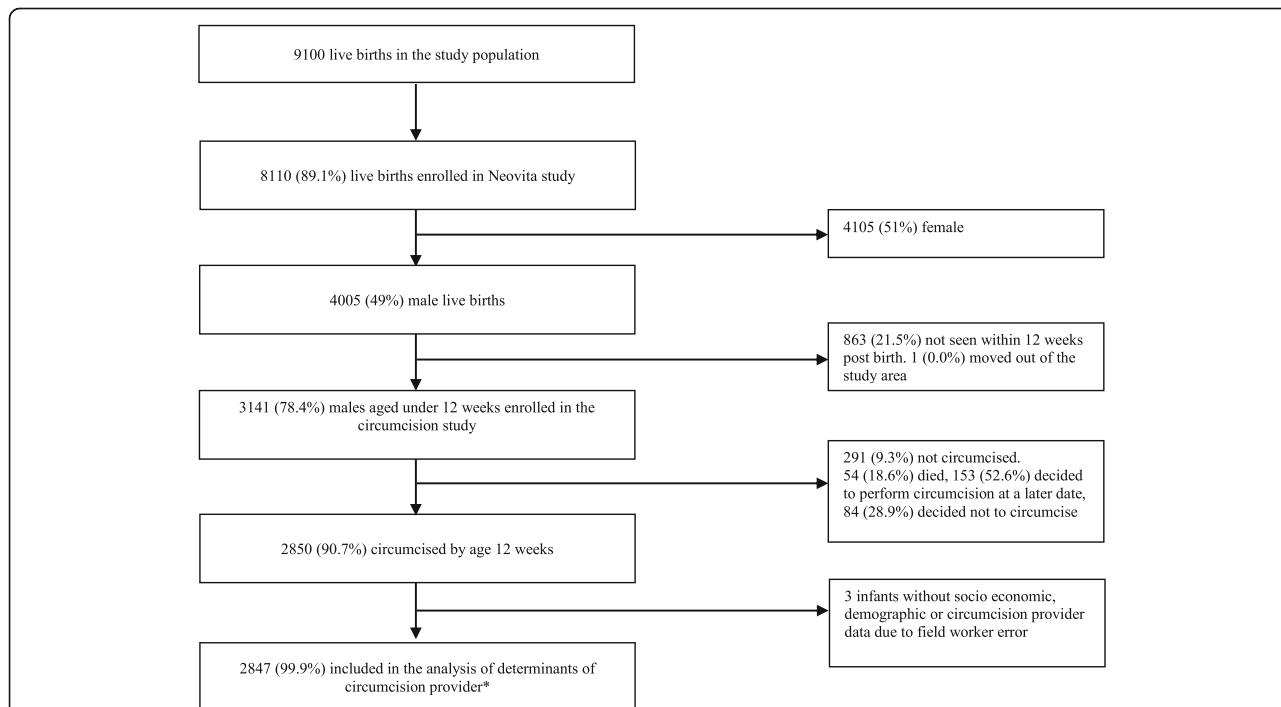 9100 live births in the study population
8110 (89.1%) live births enrolled in Neovita study
4105 (51%) female
4005 (49%) male live births
863 (21.5%) not seen within 12 weeks
post birth. 1 (0.0%) moved out of the
study area
3141 (78.4%) males aged under 12 weeks enrolled in the
circumcision study
291 (9.3%) not circumcised.
54 (18.6%) died, 153 (52.6%) decided
to perform circumcision at a later date,
84 (28.9%) decided not to circumcise
2850 (90.7%) circumcised by age 12 weeks
3 infants without socio economic,
demographic or circumcision provider
data due to field worker error
2847 (99.9%) included in the analysis of determinants of
circumcision provider*